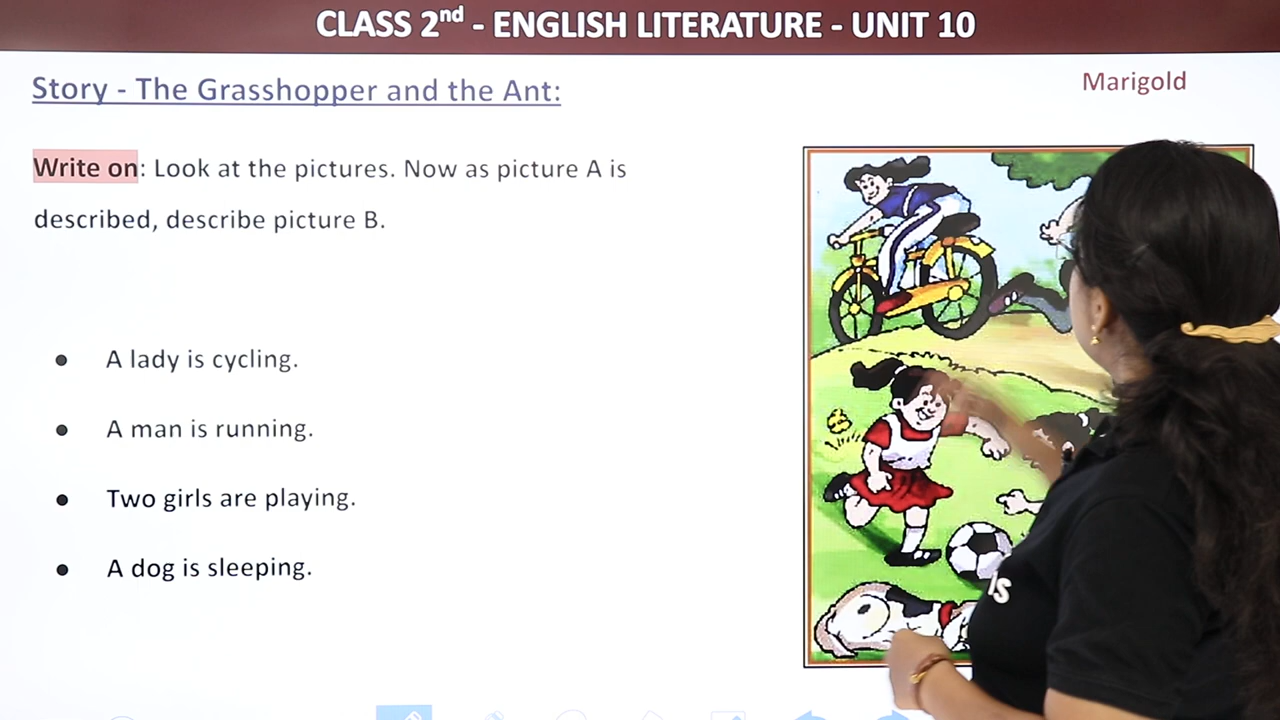 CLASS 2nd - ENGLISH LITERATURE - UNIT 10
Story - The Grasshopper and the Ant:
Marigold
Write on: Look at the pictures. Now as picture A is
described, describe picture B.
● A lady is cycling.
● A man is running.
● Two girls are playing.
● A dog is sleeping.